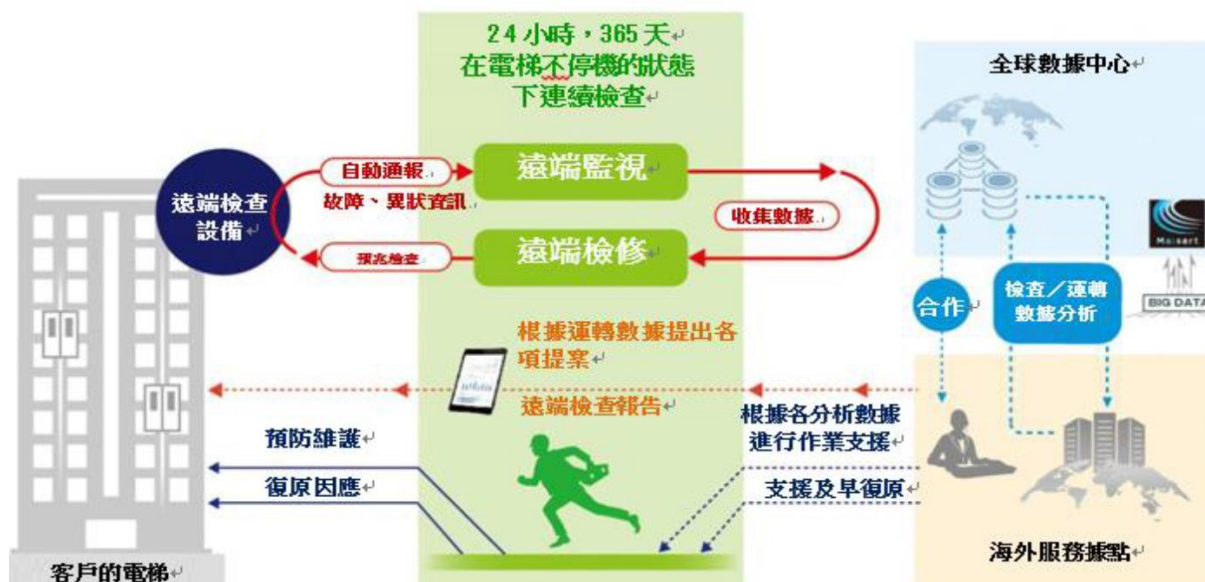 24 小時，365 天
在電梯不停機的狀態
下連續檢查
全球數據中心
遠端檢查
設備
自動通報
故障、異狀資訊
預兆檢查
遠端監視
遠端檢修
收集數據
Maisart
BIG DATA
合作
檢查／運轉
數據分析
根據運轉數據提出各
項提案
遠端檢查報告
根據各分析數據
進行作業支援
支援及早復原
預防維護
復原因應
客戶的電梯
海外服務據點